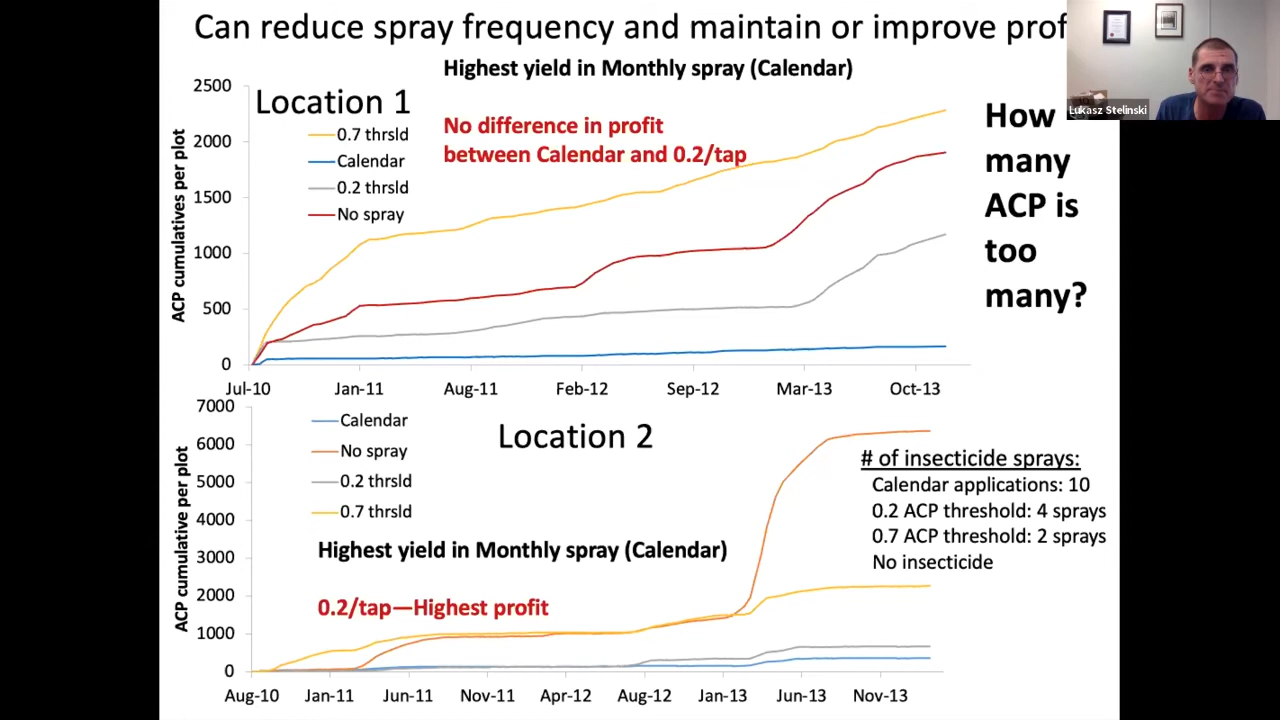 Can reduce spray frequency and maintain or improve prof
Highest yield in Monthly spray (Calendar)
Lukasz Stelinski
Location 1
No difference in profit
between Calendar and 0.2/tap
How
many
ACP is
too
many?
ACP cumulatives per plot
2500
2000
1500
1000
500
0
0.7 thrsld
Calendar
0.2 thrsld
No spray
Jul-10
Jan-11
Aug-11
Feb-12
Sep-12
Mar-13
Oct-13
ACP cumulative per plot
7000
6000
5000
4000
3000
2000
1000
0
Calendar
No spray
0.2 thrsld
0.7 thrsld
Location 2
Highest yield in Monthly spray (Calendar)
0.2/tap—Highest profit
# of insecticide sprays:
Calendar applications: 10
0.2 ACP threshold: 4 sprays
0.7 ACP threshold: 2 sprays
No insecticide
Aug-10
Jan-11
Jun-11
Nov-11
Apr-12
Aug-12
Jan-13
Jun-13
Nov-13